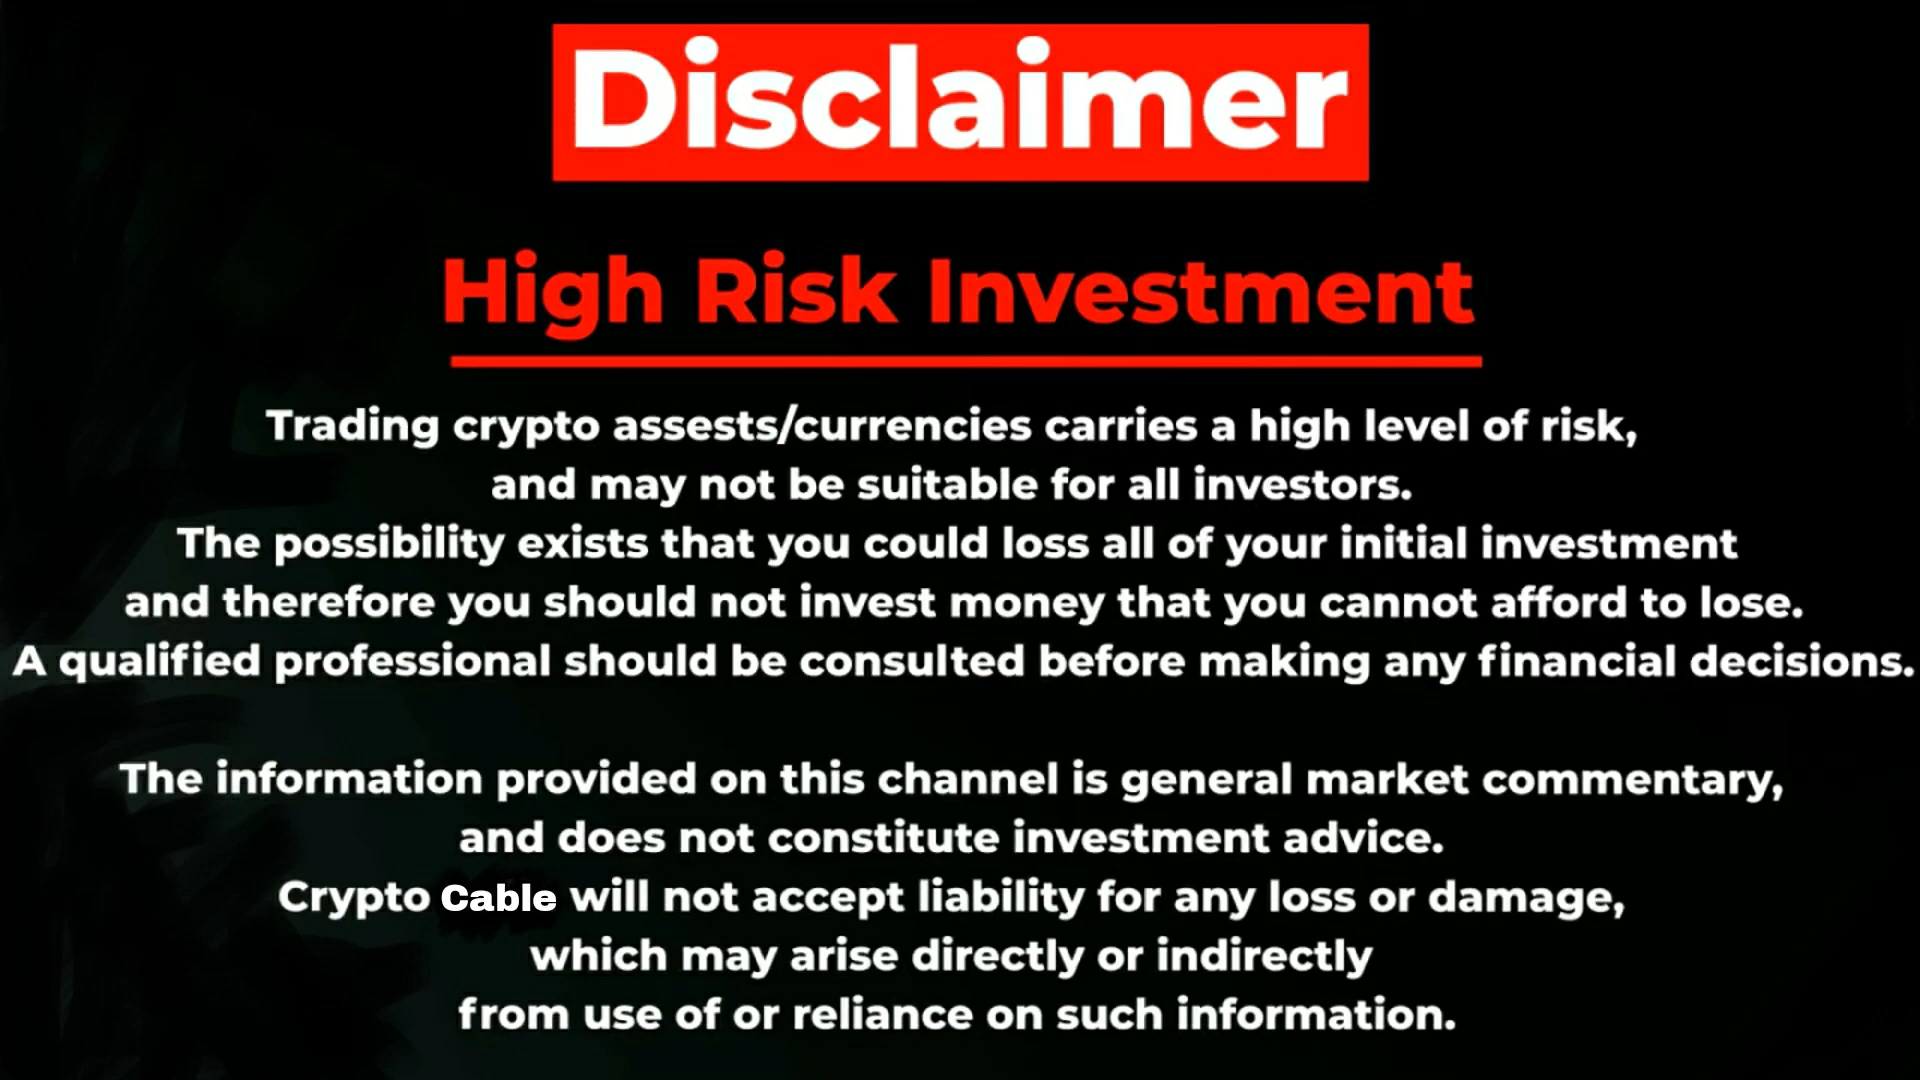 Disclaimer
High Risk Investment
Trading crypto assests/currencies carries a high level of risk,
and may not be suitable for all investors.
The possibility exists that you could loss all of your initial investment
and therefore you should not invest money that you cannot afford to lose.
A qualified professional should be consulted before making any financial decisions.
The information provided on this channel is general market commentary,
and does not constitute investment advice.
Crypto Cable will not accept liability for any loss or damage,
which may arise directly or indirectly
from use of or reliance on such information.